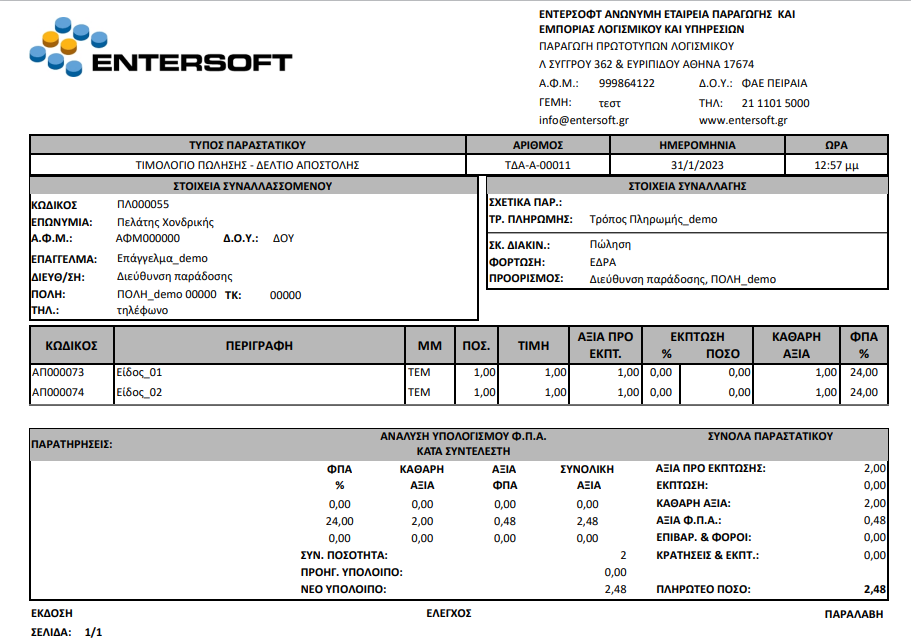 ENTERSOFT
ΕΝΤΕΡΣΟΦΤ ΑΝΩΝΥΜΗ ΕΤΑΙΡΕΙΑ ΠΑΡΑΓΩΓΗΣ ΚΑΙ
ΕΜΠΟΡΙΑΣ ΛΟΓΙΣΜΙΚΟΥ ΚΑΙ ΥΠΗΡΕΣΙΩΝ
ΠΑΡΑΓΩΓΗ ΠΡΩΤΟΤΥΠΩΝ ΛΟΓΙΣΜΙΚΟΥ
Λ ΣΥΓΓΡΟΥ 362 & ΕΥΡΙΠΙΔΟΥ ΑΘΗΝΑ 17674
Α.Φ.Μ.: 999864122 Δ.Ο.Υ.: ΦΑΕ ΠΕΙΡΑΙΑ
ΓΕΜΗ: τεστ ΤΗΛ: 21 1101 5000
info@entersoft.gr www.entersoft.gr
ΤΥΠΟΣ ΠΑΡΑΣΤΑΤΙΚΟΥ ΑΡΙΘΜΟΣ ΗΜΕΡΟΜΗΝΙΑ ΩΡΑ
ΤΙΜΟΛΟΓΙΟ ΠΩΛΗΣΗΣ - ΔΕΛΤΙΟ ΑΠΟΣΤΟΛΗΣ ΤΔΑ-Α-00011 31/1/2023 12:57 μμ
ΣΤΟΙΧΕΙΑ ΣΥΝΑΛΛΑΣΣΟΜΕΝΟΥ
ΚΩΔΙΚΟΣ ΠΛ000055
ΕΠΩΝΥΜΙΑ: Πελάτης Χονδρικής
Α.Φ.Μ.: ΑΦΜ000000 Δ.Ο.Υ.: ΔΟΥ
ΕΠΑΓΓΕΛΜΑ: Επάγγελμα_demo
ΔΙΕΥΘ/ΣΗ: Διεύθυνση παράδοσης
ΠΟΛΗ: ΠΟΛΗ_demo 00000 ΤΚ: 00000
ΤΗΛ.: τηλέφωνο
ΣΤΟΙΧΕΙΑ ΣΥΝΑΛΛΑΓΗΣ
ΣΧΕΤΙΚΑ ΠΑΡ.:
ΤΡ. ΠΛΗΡΩΜΗΣ: Τρόπος Πληρωμής_demo
ΣΚ. ΔΙΑΚΙΝ.: Πώληση
ΦΟΡΤΩΣΗ: ΕΔΡΑ
ΠΡΟΟΡΙΣΜΟΣ: Διεύθυνση παράδοσης, ΠΟΛΗ_demo
ΚΩΔΙΚΟΣ ΠΕΡΙΓΡΑΦΗ ΜΜ ΠΟΣ. ΤΙΜΗ ΑΞΙΑ ΠΡΟ ΕΚΠΤ. ΕΚΠΤΩΣΗ % ΠΟΣΟ ΚΑΘΑΡΗ ΑΞΙΑ ΦΠΑ %
ΑΠ000073 Είδος_01 ΤΕΜ 1,00 1,00 1,00 0,00 0,00 1,00 24,00
ΑΠ000074 Είδος_02 ΤΕΜ 1,00 1,00 1,00 0,00 0,00 1,00 24,00
ΠΑΡΑΤΗΡΗΣΕΙΣ:
ΑΝΑΛΥΣΗ ΥΠΟΛΟΓΙΣΜΟΥ Φ.Π.Α.
ΚΑΤΑ ΣΥΝΤΕΛΕΣΤΗ
ΦΠΑ ΚΑΘΑΡΗ ΑΞΙΑ ΣΥΝΟΛΙΚΗ
% ΑΞΙΑ ΦΠΑ ΑΞΙΑ
0,00 0,00 0,00 0,00
24,00 2,00 0,48 2,48
0,00 0,00 0,00 0,00
ΣΥΝ. ΠΟΣΟΤΗΤΑ: 2
ΠΡΟΗΓ. ΥΠΟΛΟΙΠΟ: 0,00
ΝΕΟ ΥΠΟΛΟΙΠΟ: 2,48
ΣΥΝΟΛΑ ΠΑΡΑΣΤΑΤΙΚΟΥ
ΑΞΙΑ ΠΡΟ ΕΚΠΤΩΣΗΣ: 2,00
ΕΚΠΤΩΣΗ: 0,00
ΚΑΘΑΡΗ ΑΞΙΑ: 2,00
ΑΞΙΑ Φ.Π.Α.: 0,48
ΕΠΙΒΑΡ. & ΦΟΡΟΙ: 0,00
ΚΡΑΤΗΣΕΙΣ & ΕΚΠΤ.: 0,00
ΠΛΗΡΩΤΕΟ ΠΟΣΟ: 2,48
ΕΚΔΟΣΗ ΕΛΕΓΧΟΣ ΠΑΡΑΛΑΒΗ
ΣΕΛΙΔΑ: 1/1